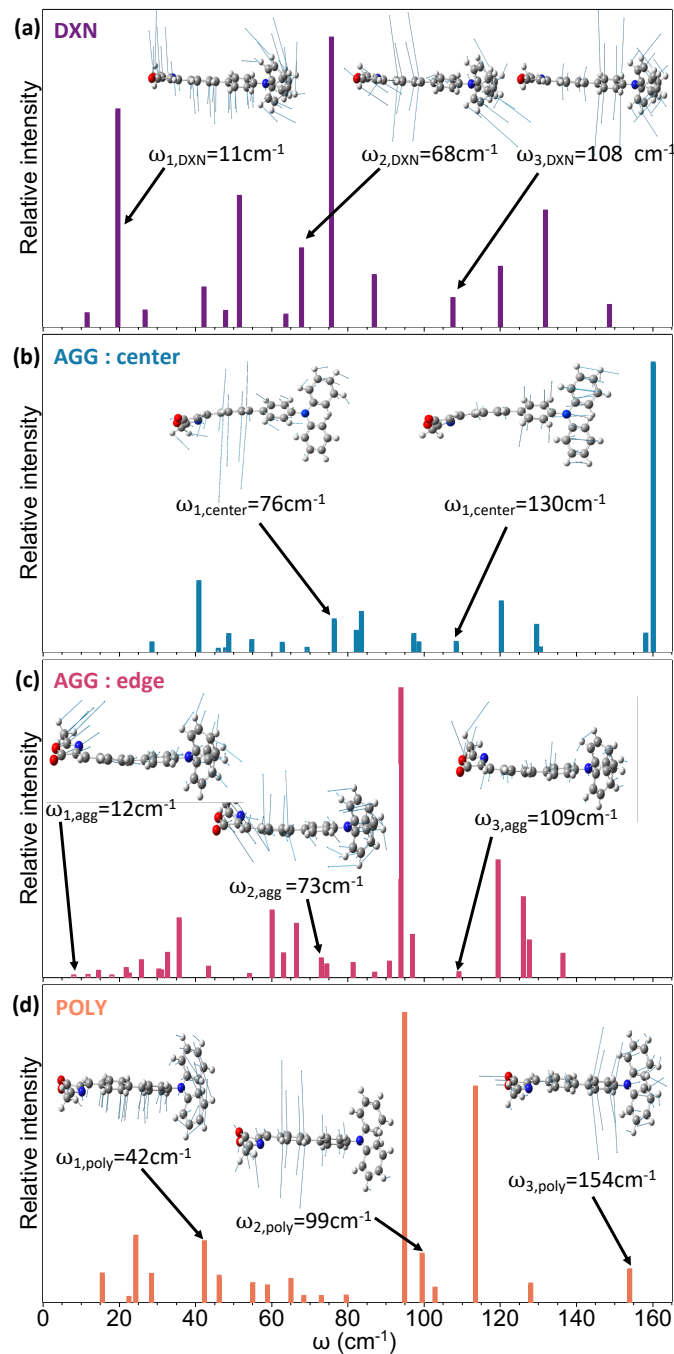 (a) DXN
Relative intensity
ω1,DXN=11cm-1
ω2,DXN=68cm-1
ω3,DXN=108 cm-1
(b) AGG : center
Relative intensity
ω1,center=76cm-1
ω1,center=130cm-1
(c) AGG : edge
Relative intensity
ω1,agg=12cm-1
ω2,agg =73cm-1
ω3,agg=109cm-1
(d) POLY
Relative intensity
ω1,poly=42cm-1
ω2,poly=99cm-1
ω3,poly=154cm-1
0 20 40 60 80 100 120 140 160
ω (cm-1)